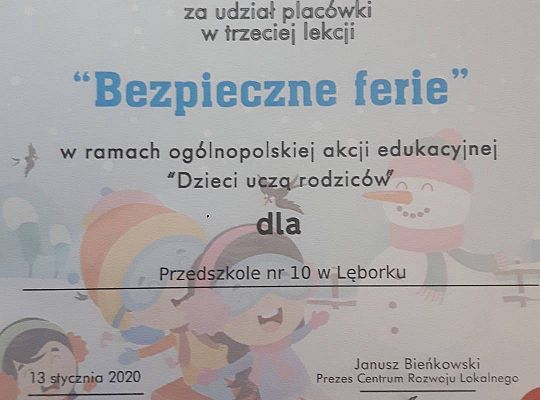 za udział placówki
w trzeciej lekcji
“Bezpieczne ferie”
w ramach ogólnopolskiej akcji edukacyjnej
“Dzieci uczą rodziców”
dla
Przedszkole nr 10 w Lęborku
13 stycznia 2020
Janusz Bieńkowski
Prezes Centrum Rozwoju Lokalnego